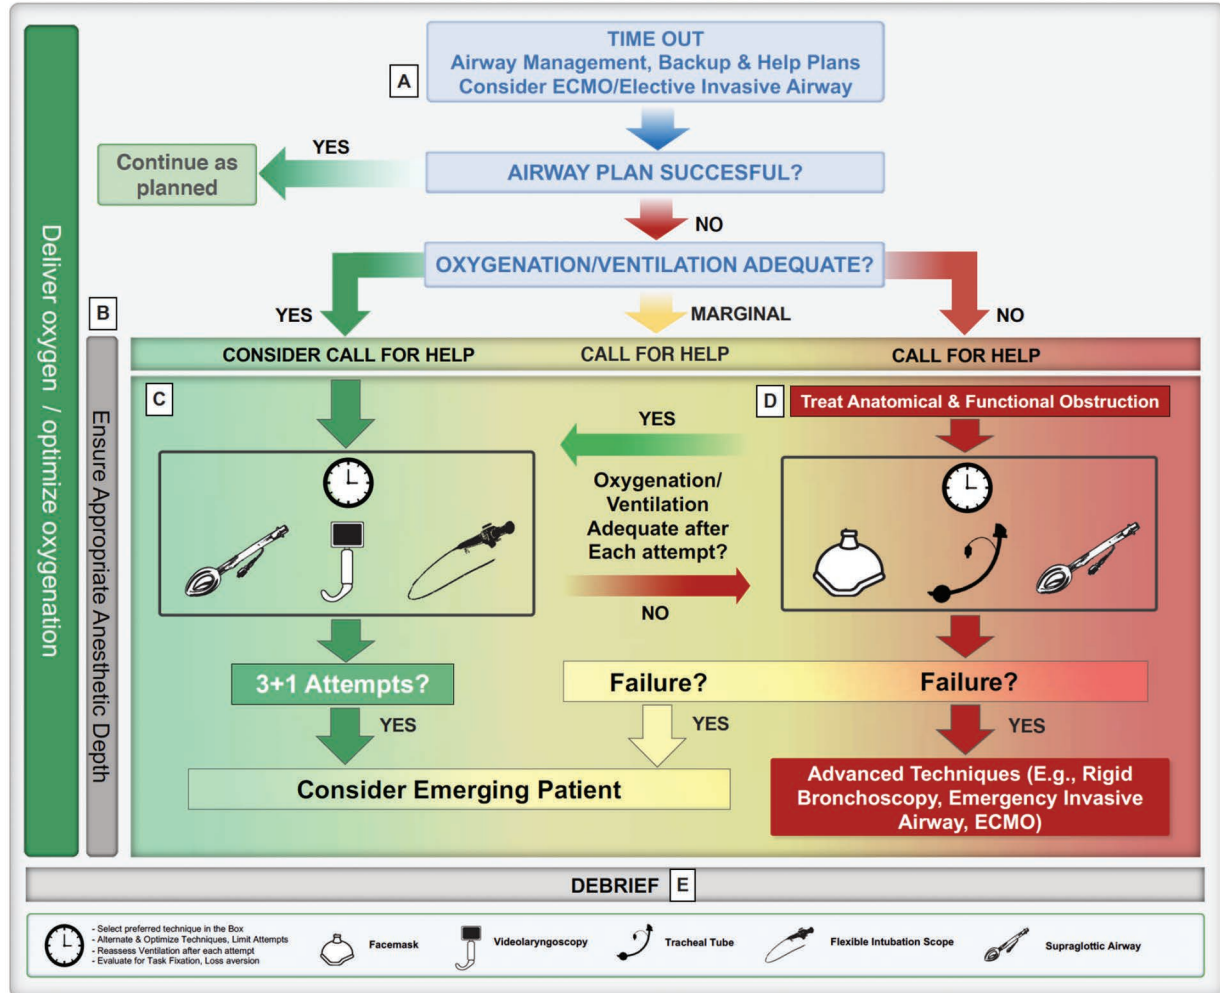 TIME OUT
Airway Management, Backup & Help Plans
Consider ECMO/Elective Invasive Airway
A
YES
Continue as
planned
AIRWAY PLAN SUCCESFUL?
NO
OXYGENATION/VENTILATION ADEQUATE?
Deliver oxygen / optimize oxygenation
B
YES
MARGINAL
NO
Ensure Appropriate Anesthetic Depth
CONSIDER CALL FOR HELP
CALL FOR HELP
CALL FOR HELP
C
D
Treat Anatomical & Functional Obstruction
YES
Oxygenation/
Ventilation
Adequate after
Each attempt?
NO
3+1 Attempts?
Failure?
Failure?
YES
YES
YES
Consider Emerging Patient
Advanced Techniques (E.g., Rigid
Bronchoscopy, Emergency Invasive
Airway, ECMO)
DEBRIEF
E
- Select preferred technique in the Box
- Alternate & Optimize Techniques, Limit Attempts
- Reassess Ventilation after each attempt
- Evaluate for Task Fixation, Loss aversion
Facemask
Videolaryngoscopy
Tracheal Tube
Flexible Intubation Scope
Supraglottic Airway